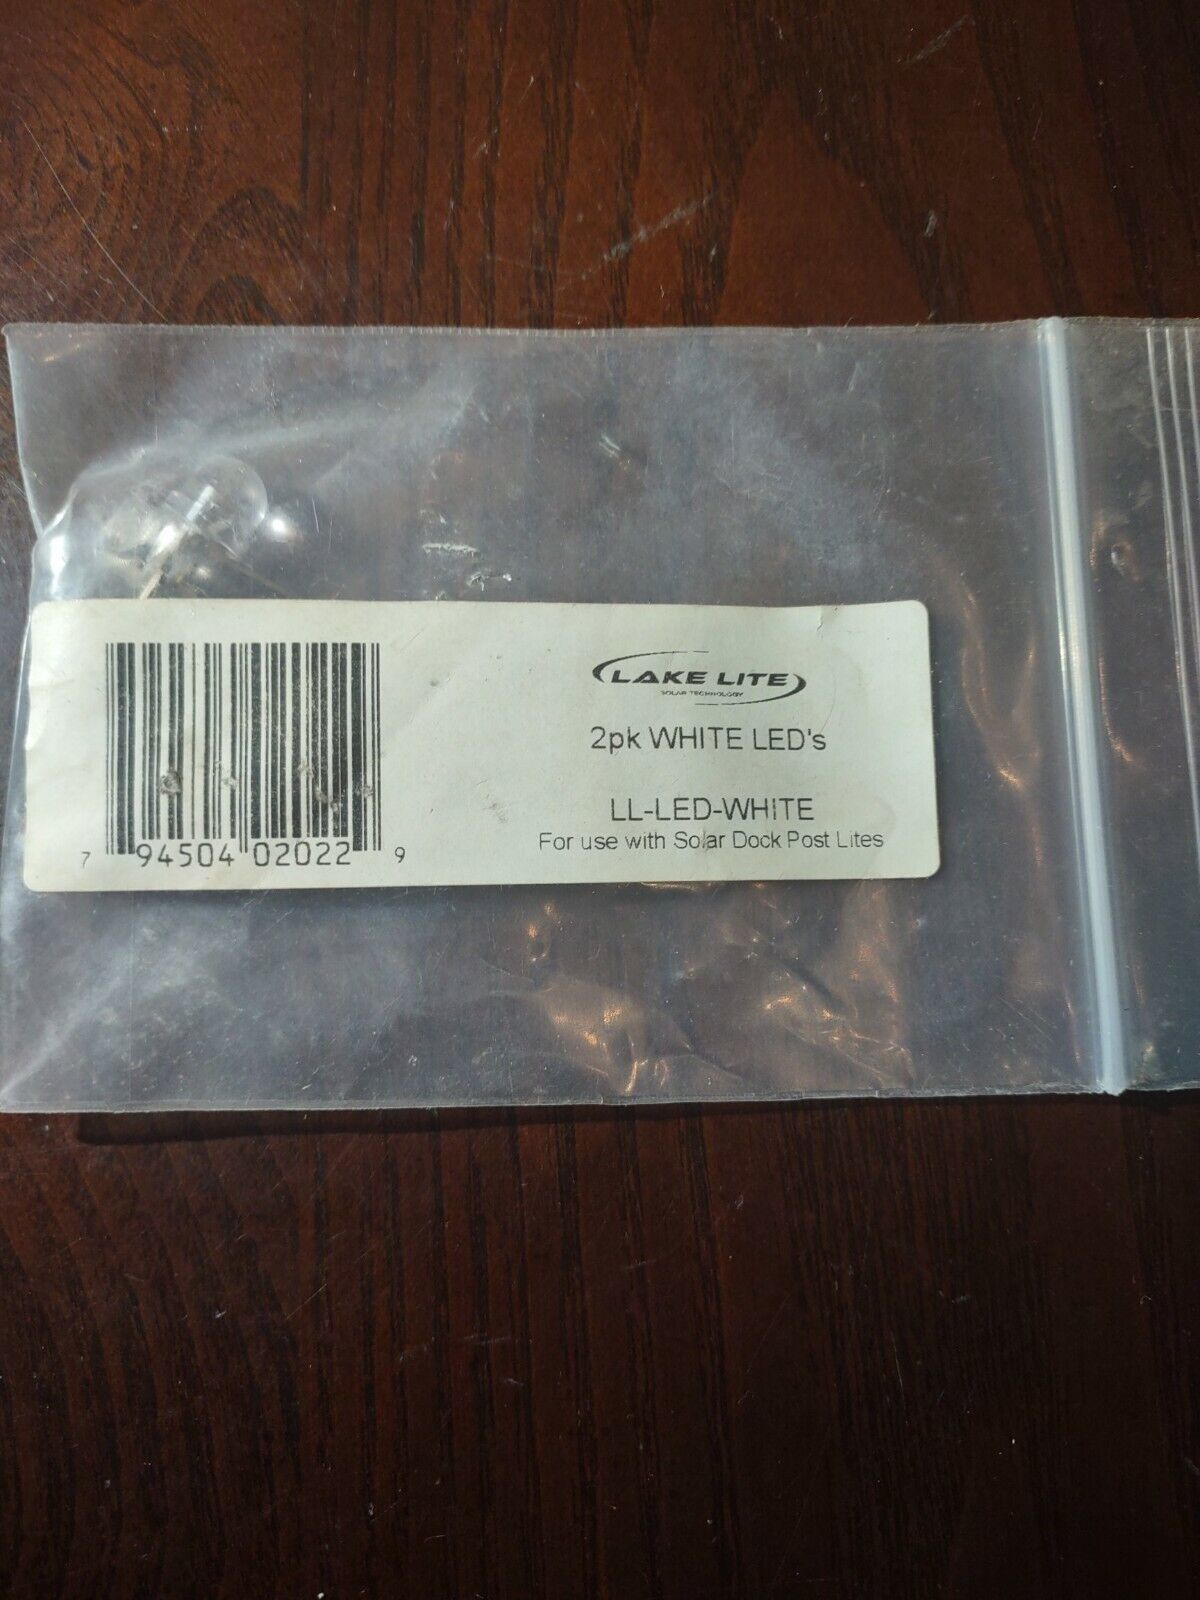 LAKE LITE
SOLAR TECHNOLOGY
2pk WHITE LED's
LL-LED-WHITE
For use with Solar Dock Post Lites
7 94504 02022 9